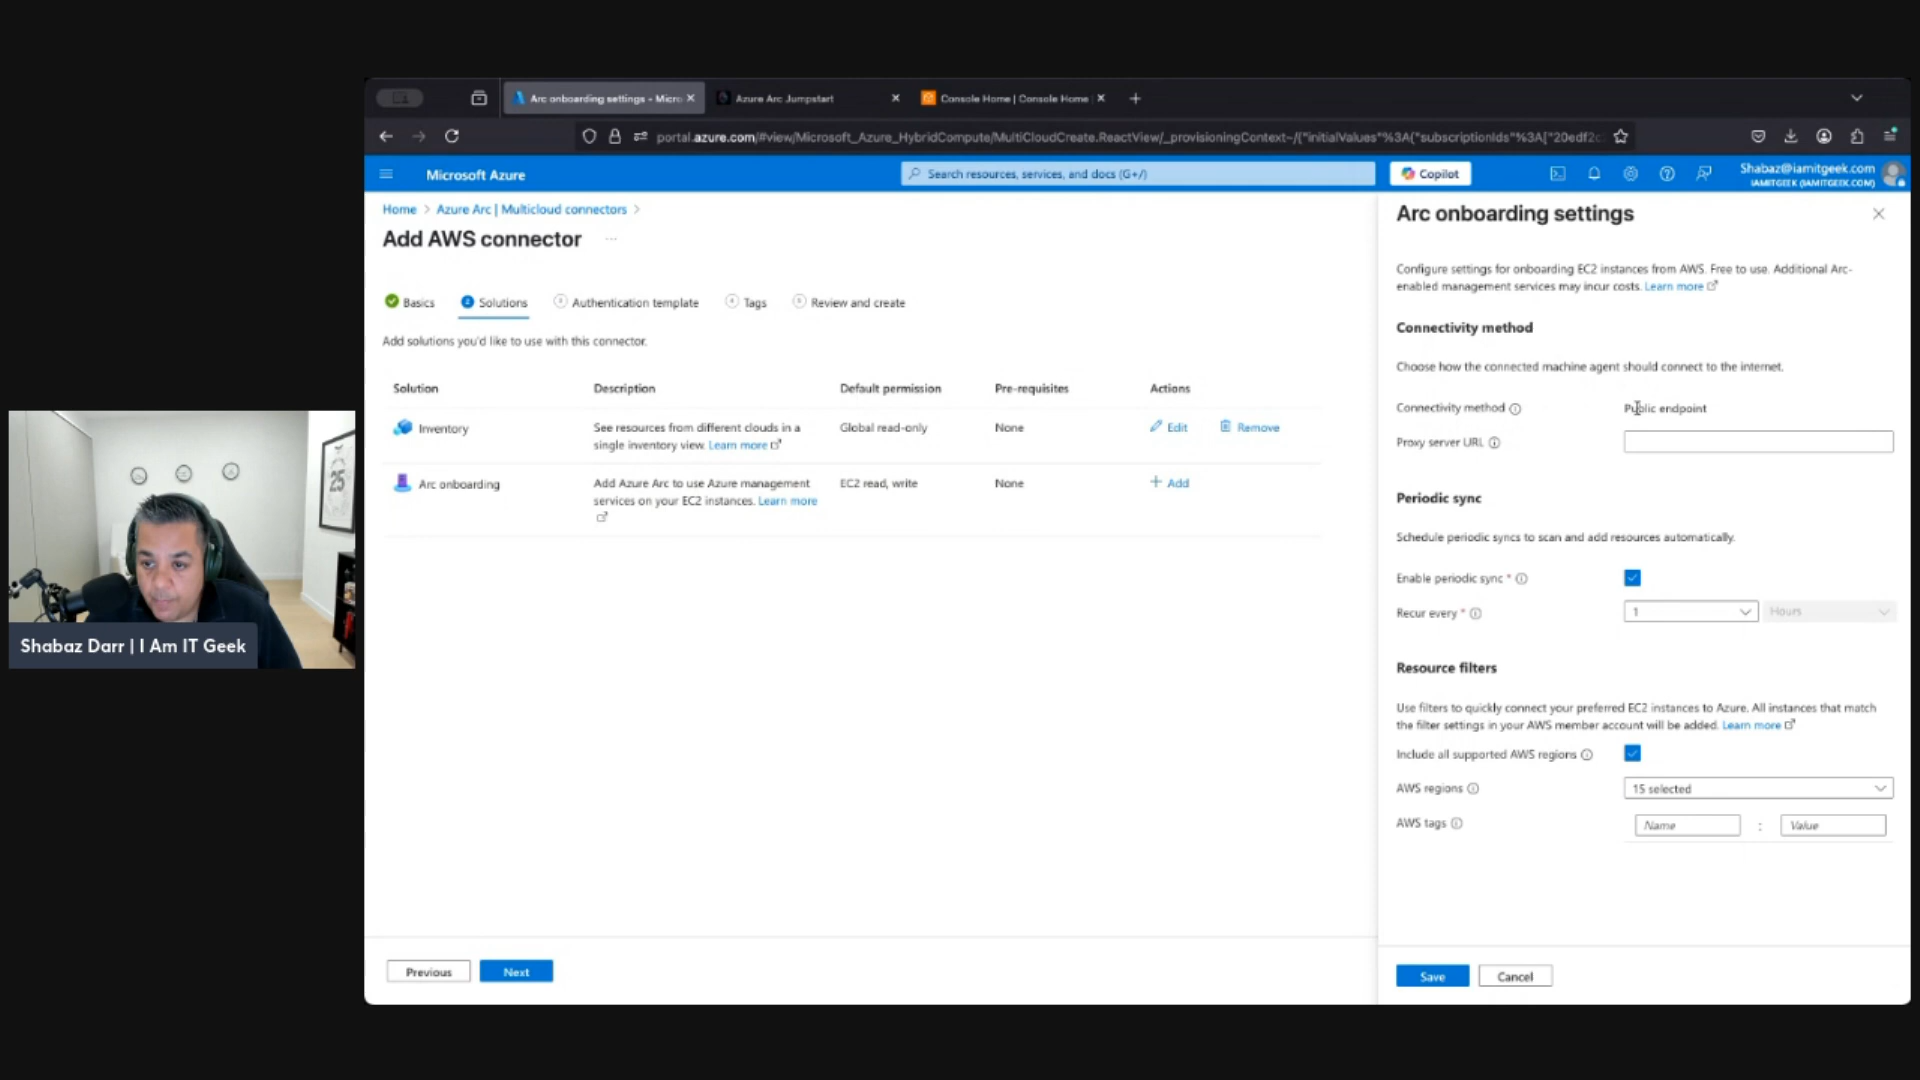 Arc onboarding settings - Micro
Azure Arc Jumpstart
Console Home | Console Home
portal.azure.com/#view/Microsoft_Azure_HybridCompute/MultiCloudCreate.ReactView/_provisioningContext~/{"initialValues"%3A{"subscriptionIds"%3A["20edf2c
Microsoft Azure
Search resources, services, and docs (G+/)
Copilot
Shabaz@iamitgeek.com
IAMITGEEK (IAMITGEEK.COM)
Home > Azure Arc | Multicloud connectors >
Add AWS connector ...
Basics
2 Solutions
3 Authentication template
4 Tags
5 Review and create
Add solutions you'd like to use with this connector.
Solution Description Default permission Pre-requisites Actions
Inventory
See resources from different clouds in a
single inventory view. Learn more
Global read-only
None
Edit
Remove
Arc onboarding
Add Azure Arc to use Azure management
services on your EC2 instances. Learn more
EC2 read, write
None
+ Add
Previous
Next
Arc onboarding settings
Configure settings for onboarding EC2 instances from AWS. Free to use. Additional Arc-
enabled management services may incur costs. Learn more
Connectivity method
Choose how the connected machine agent should connect to the internet.
Connectivity method Public endpoint
Proxy server URL
Periodic sync
Schedule periodic syncs to scan and add resources automatically.
Enable periodic sync *
Recur every * 1 Hours
Resource filters
Use filters to quickly connect your preferred EC2 instances to Azure. All instances that match
the filter settings in your AWS member account will be added. Learn more
Include all supported AWS regions
AWS regions 15 selected
AWS tags Name : Value
Save
Cancel
25
Shabaz Darr | I Am IT Geek